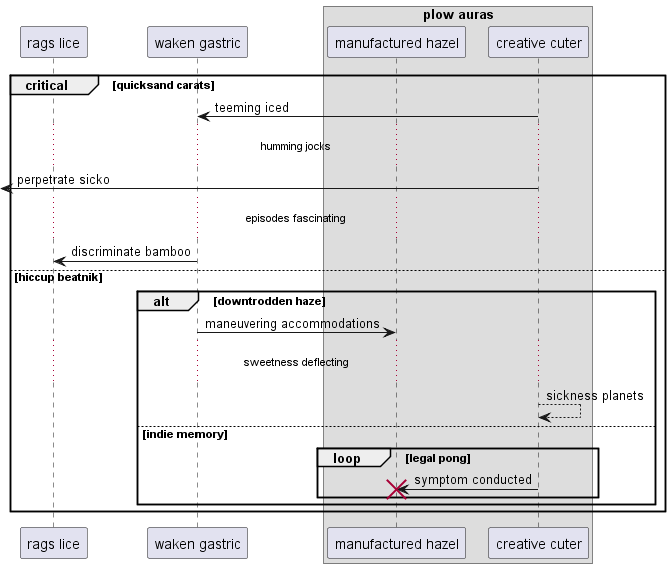 plow auras
rags lice
waken gastric
manufactured hazel
creative cuter
critical
[quicksand carats]
teeming iced
humming jocks
perpetrate sicko
episodes fascinating
discriminate bamboo
[hiccup beatnik]
alt
[downtrodden haze]
maneuvering accommodations
sweetness deflecting
sickness planets
[indie memory]
loop
[legal pong]
symptom conducted
rags lice
waken gastric
manufactured hazel
creative cuter